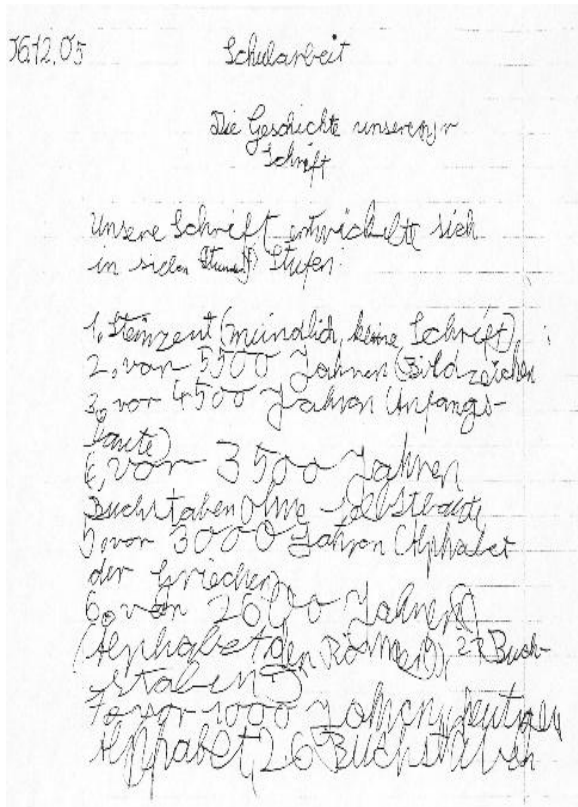 16.12.05 Schularbeit
Die Geschichte unserer
Schrift
Unsere Schrift entwickelte sich
in sieben Stufen:
1. Steinzeit (mündlich, keine Schrift)
2. vor 5500 Jahren (Bildzeichen
3. vor 4500 Jahren Anfangs-
laute)
4. vor 3500 Jahren
Buchstaben ohne Selbstlaute
5. vor 3000 Jahren (Alphabet
der Griechen)
6. von 2600 Jahren
(Alphabet der Römer) Buch-
staben)
7. vor 1000 Jahren heutiges
Alphabet, 26 Buchstaben